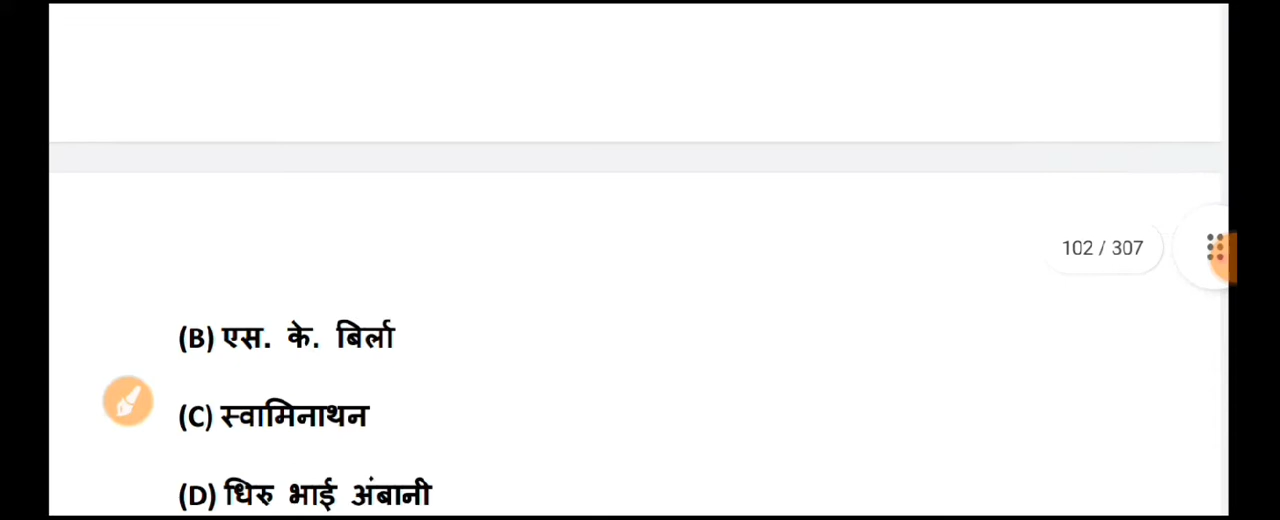 102 / 307
(B) एस. के. बिर्ला
(C) स्वामिनाथन
(D) धिरु भाई अंबानी